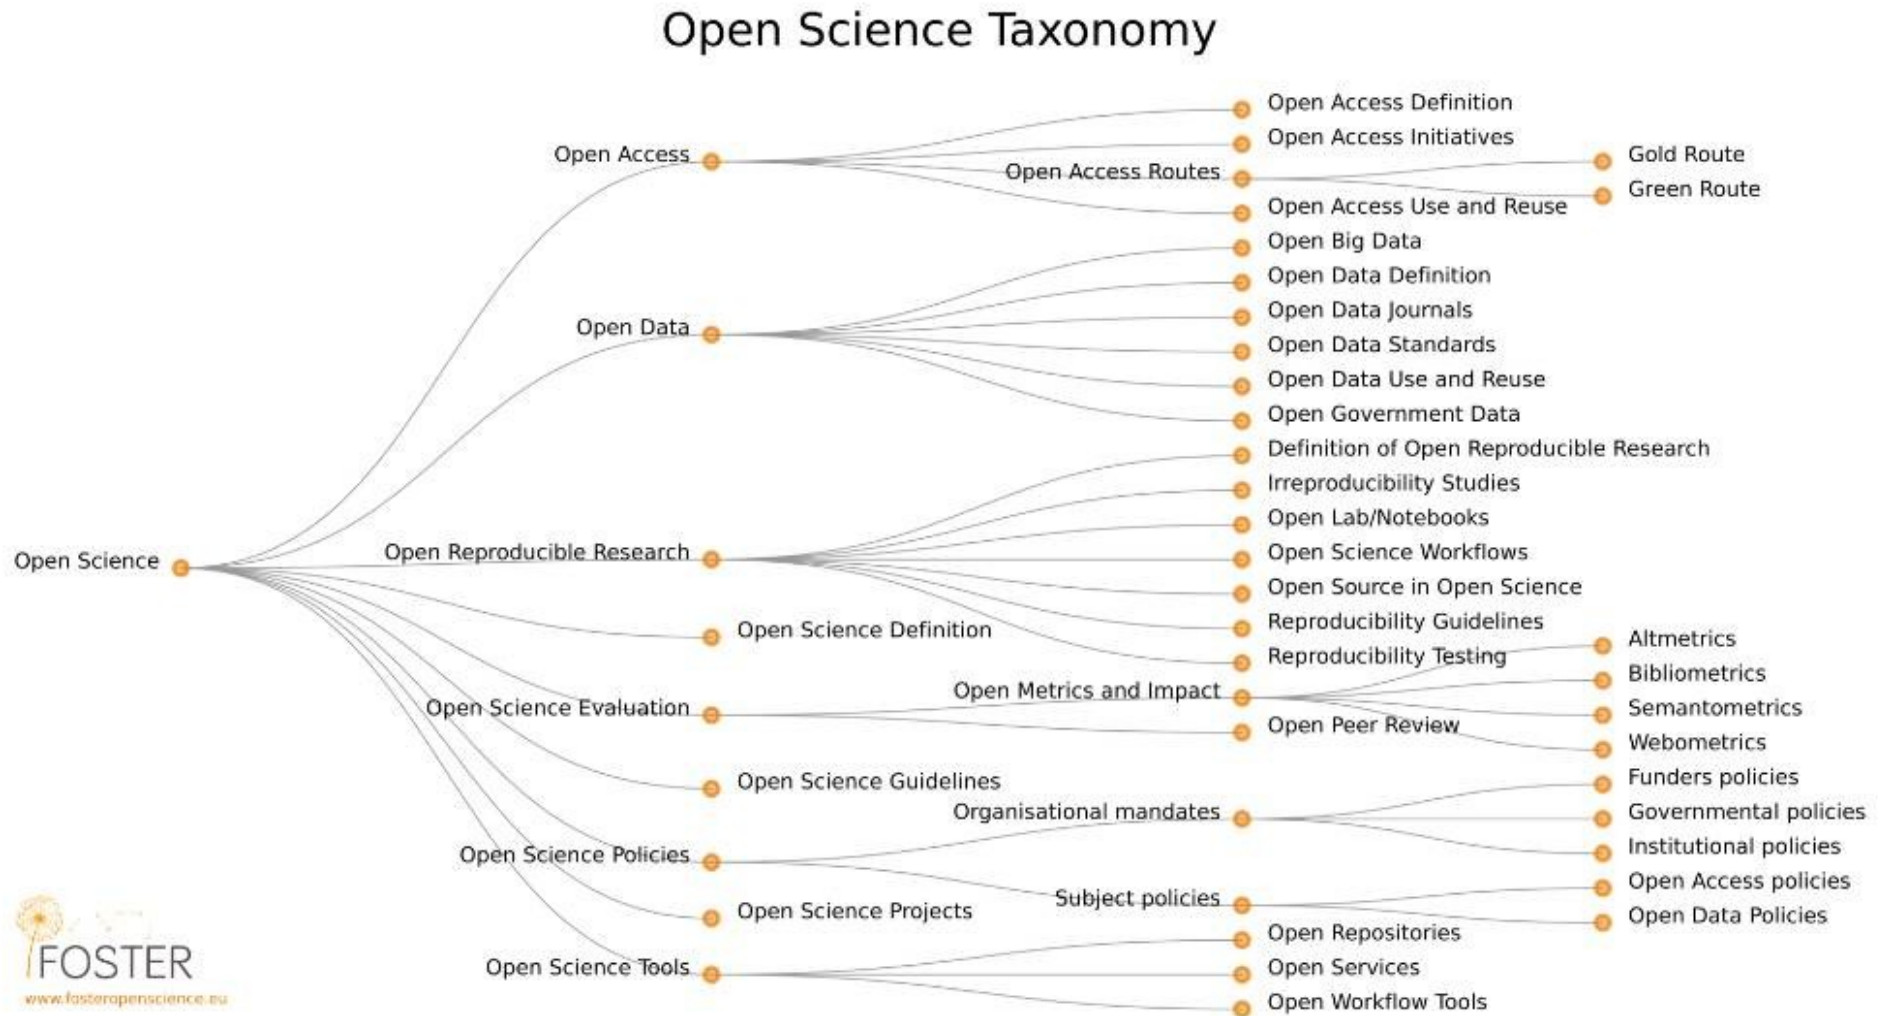 Open Science Taxonomy
Open Science
Open Access
Open Access Definition
Open Access Initiatives
Open Access Routes
Gold Route
Green Route
Open Access Use and Reuse
Open Data
Open Big Data
Open Data Definition
Open Data Journals
Open Data Standards
Open Data Use and Reuse
Open Government Data
Open Reproducible Research
Definition of Open Reproducible Research
Irreproducibility Studies
Open Lab/Notebooks
Open Science Workflows
Open Source in Open Science
Reproducibility Guidelines
Reproducibility Testing
Open Science Definition
Open Science Evaluation
Open Metrics and Impact
Altmetrics
Bibliometrics
Semantometrics
Webometrics
Open Peer Review
Open Science Guidelines
Open Science Policies
Organisational mandates
Funders policies
Governmental policies
Institutional policies
Subject policies
Open Access policies
Open Data Policies
Open Science Projects
Open Science Tools
Open Repositories
Open Services
Open Workflow Tools
FOSTER
www.fosteropenscience.eu